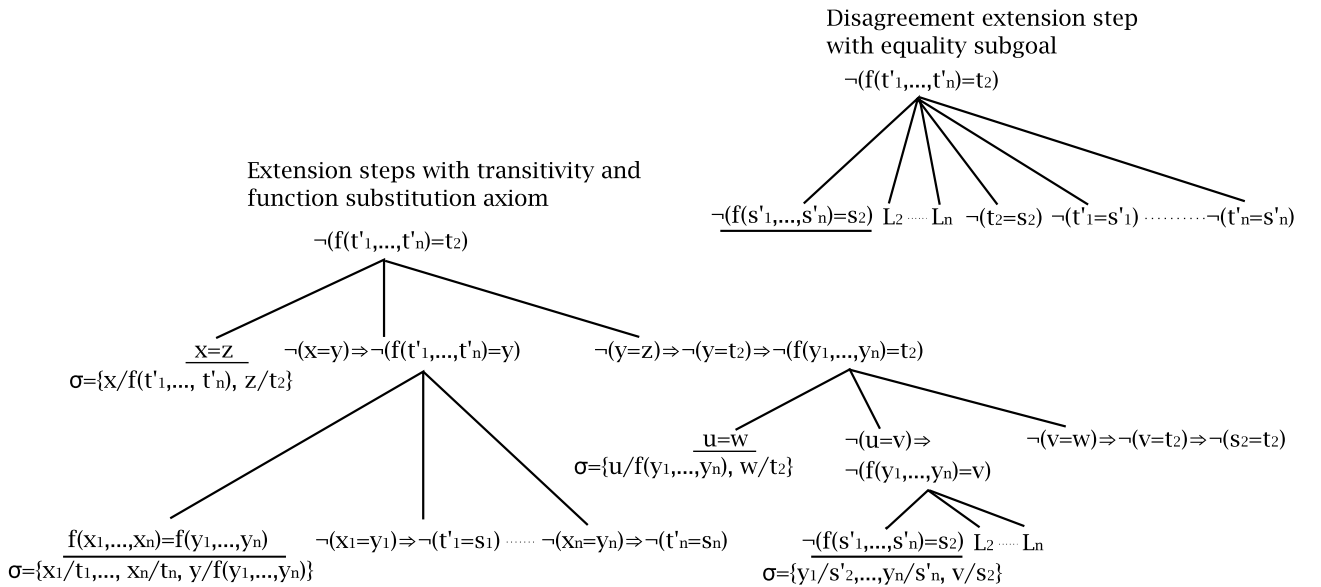 Disagreement extension step
with equality subgoal
¬(f(t'1,...,t'n)=t2)
¬(f(s'1,...,s'n)=s2) L2 ...... Ln ¬(t2=s2) ¬(t'1=s'1) ..........¬(t'n=s'n)
Extension steps with transitivity and
function substitution axiom
¬(f(t'1,...,t'n)=t2)
x=z ¬(x=y)⇒¬(f(t'1,...,t'n)=y) ¬(y=z)⇒¬(y=t2)⇒¬(f(y1,...,yn)=t2)
σ={x/f(t'1,..., t'n), z/t2}
u=w ¬(u=v)⇒ ¬(v=w)⇒¬(v=t2)⇒¬(s2=t2)
σ={u/f(y1,...,yn), w/t2} ¬(f(y1,...,yn)=v)
f(x1,...,xn)=f(y1,...,yn) ¬(x1=y1)⇒¬(t'1=s1) ....... ¬(xn=yn)⇒¬(t'n=sn) ¬(f(s'1,...,s'n)=s2) L2 ...... Ln
σ={x1/t1,..., xn/tn, y/f(y1,...,yn)} σ={y1/s'2,...,yn/s'n, v/s2}